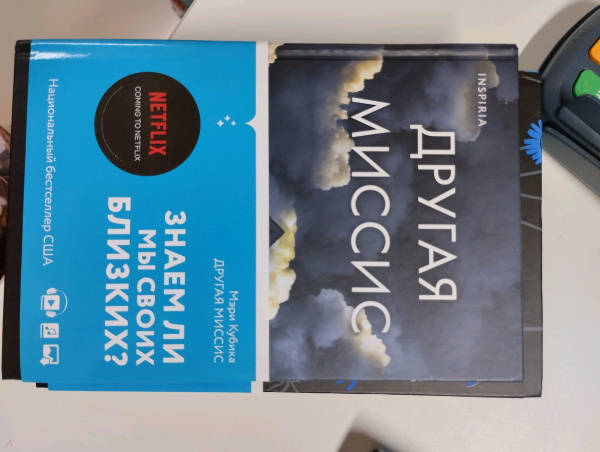 INSPIRIA
ДРУГАЯ
МИССИС
Мэри Кубика
ДРУГАЯ МИССИС
ЗНАЕМ ЛИ
МЫ СВОИХ
БЛИЗКИХ?
NETFLIX
COMING TO NETFLIX
Национальный бестселлер США